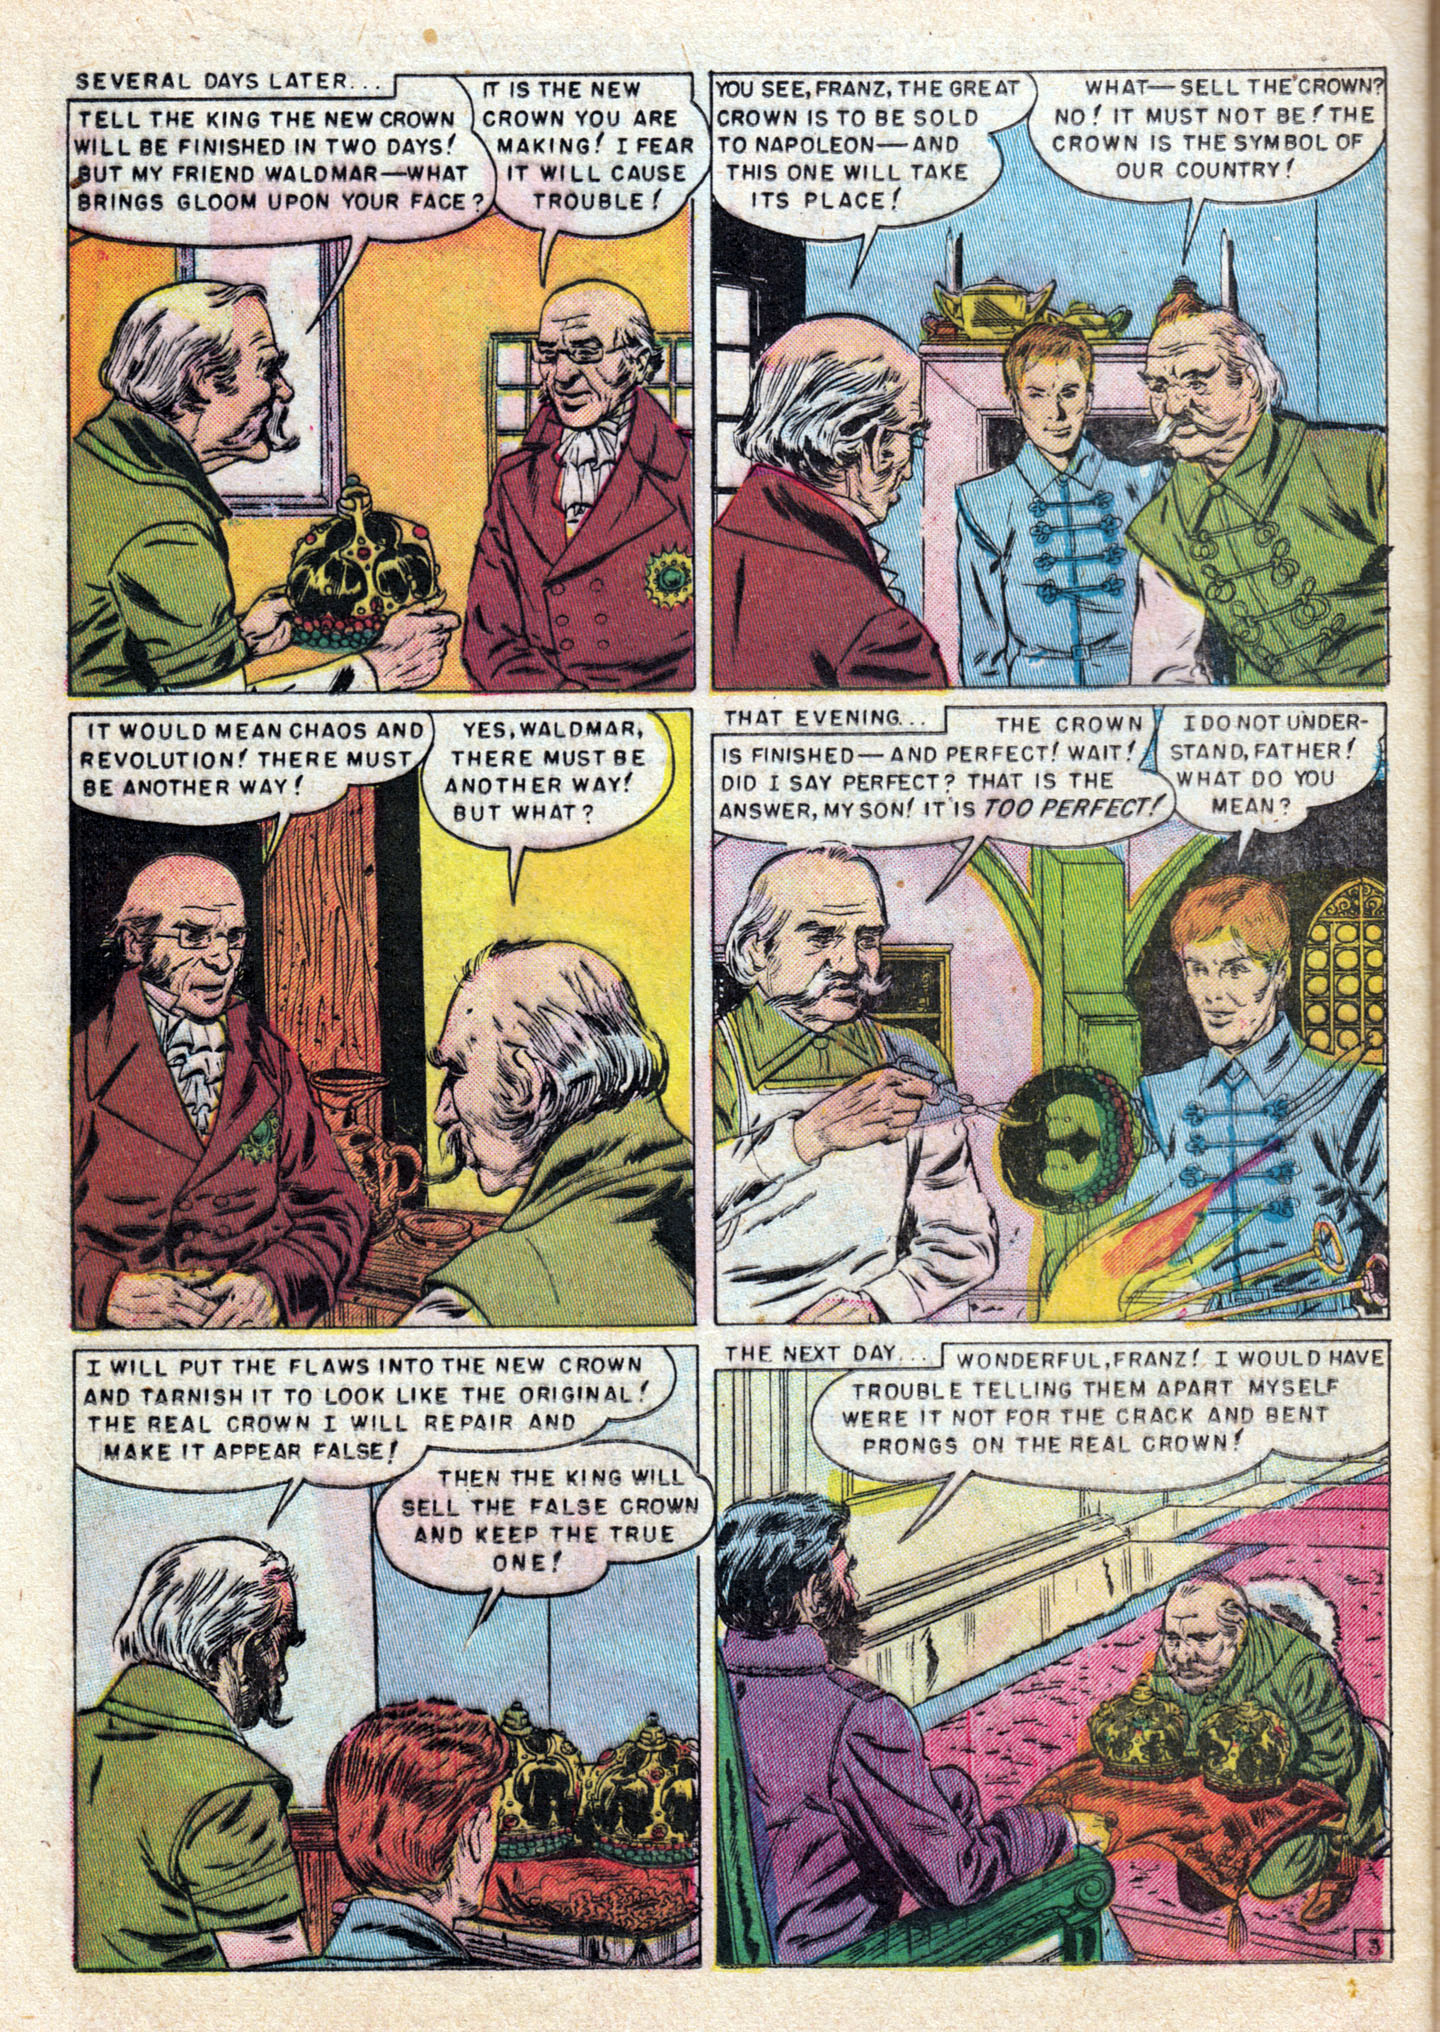 SEVERAL DAYS LATER...
TELL THE KING THE NEW CROWN
WILL BE FINISHED IN TWO DAYS!
BUT MY FRIEND WALDMAR—WHAT
BRINGS GLOOM UPON YOUR FACE?
IT IS THE NEW
CROWN YOU ARE
MAKING! I FEAR
IT WILL CAUSE
TROUBLE!
YOU SEE, FRANZ, THE GREAT
CROWN IS TO BE SOLD
TO NAPOLEON—AND
THIS ONE WILL TAKE
ITS PLACE!
WHAT—SELL THE CROWN?
NO! IT MUST NOT BE! THE
CROWN IS THE SYMBOL OF
OUR COUNTRY!
IT WOULD MEAN CHAOS AND
REVOLUTION! THERE MUST
BE ANOTHER WAY!
YES, WALDMAR,
THERE MUST BE
ANOTHER WAY!
BUT WHAT?
THAT EVENING...
THE CROWN
IS FINISHED—AND PERFECT! WAIT!
DID I SAY PERFECT? THAT IS THE
ANSWER, MY SON! IT IS TOO PERFECT!
I DO NOT UNDER-
STAND, FATHER!
WHAT DO YOU
MEAN?
I WILL PUT THE FLAWS INTO THE NEW CROWN
AND TARNISH IT TO LOOK LIKE THE ORIGINAL!
THE REAL CROWN I WILL REPAIR AND
MAKE IT APPEAR FALSE!
THEN THE KING WILL
SELL THE FALSE CROWN
AND KEEP THE TRUE
ONE!
THE NEXT DAY...
WONDERFUL, FRANZ! I WOULD HAVE
TROUBLE TELLING THEM APART MYSELF
WERE IT NOT FOR THE CRACK AND BENT
PRONGS ON THE REAL CROWN!
3